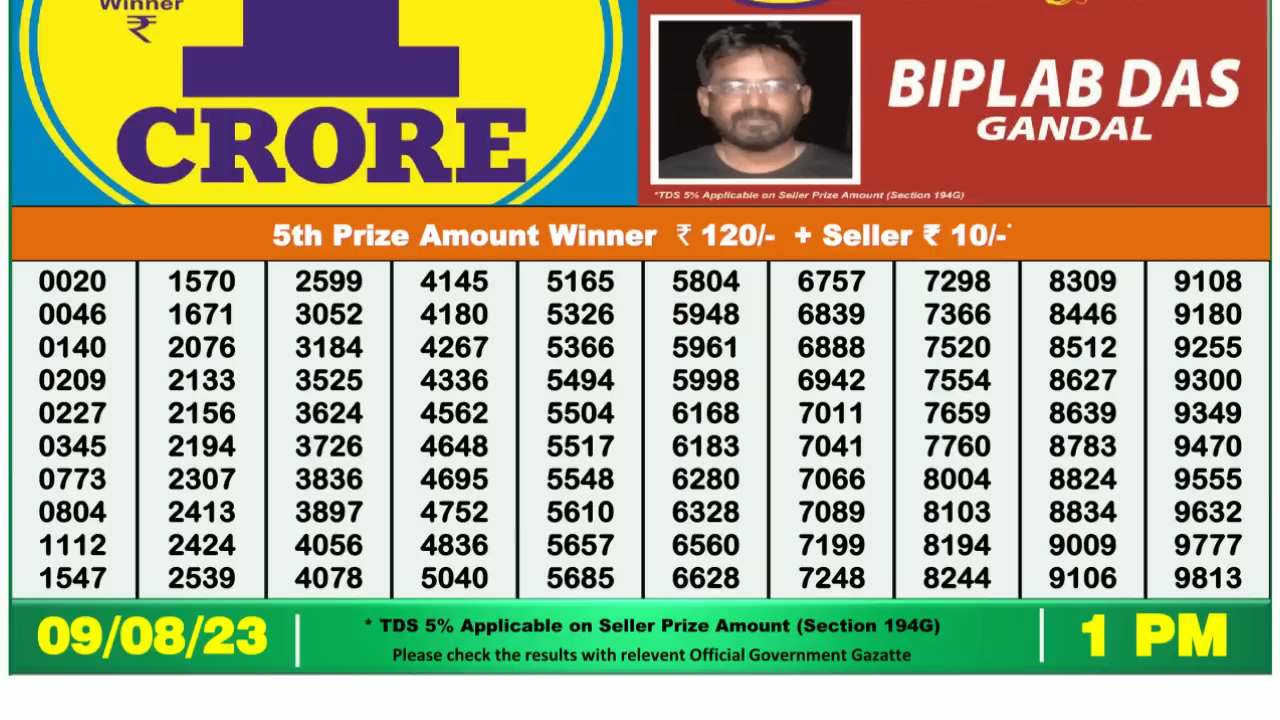 Winner
₹
1
CRORE
BIPLAB DAS
GANDAL
*TDS 5% Applicable on Seller Prize Amount (Section 194G)
5th Prize Amount Winner ₹ 120/- + Seller ₹ 10/-*
0020 1570 2599 4145 5165 5804 6757 7298 8309 9108
0046 1671 3052 4180 5326 5948 6839 7366 8446 9180
0140 2076 3184 4267 5366 5961 6888 7520 8512 9255
0209 2133 3525 4336 5494 5998 6942 7554 8627 9300
0227 2156 3624 4562 5504 6168 7011 7659 8639 9349
0345 2194 3726 4648 5517 6183 7041 7760 8783 9470
0773 2307 3836 4695 5548 6280 7066 8004 8824 9555
0804 2413 3897 4752 5610 6328 7089 8103 8834 9632
1112 2424 4056 4836 5657 6560 7199 8194 9009 9777
1547 2539 4078 5040 5685 6628 7248 8244 9106 9813
09/08/23
* TDS 5% Applicable on Seller Prize Amount (Section 194G)
Please check the results with relevent Official Government Gazatte
1 PM